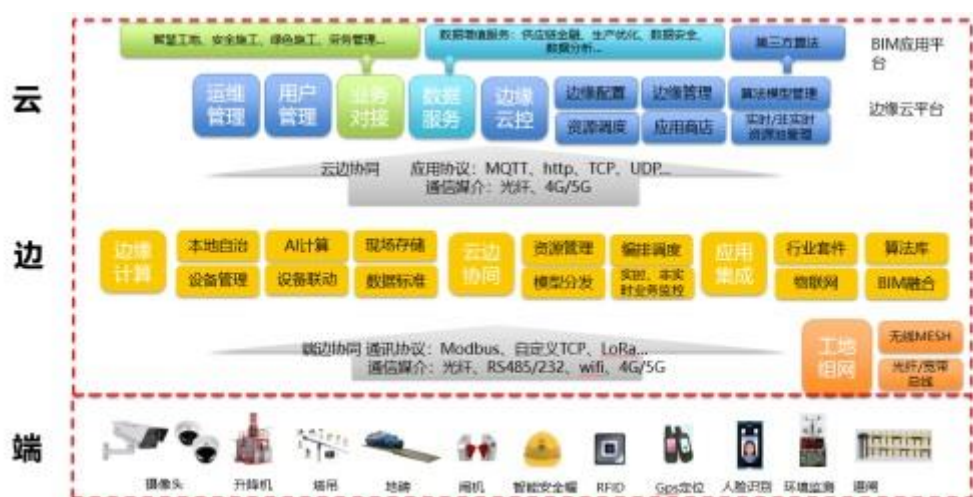 智慧工地、安全施工、绿色施工、劳务管理...
数据增值服务：供应链金融、生产优化、数据安全、
数据分析...
第三方算法
BIM应用平
台
云
运维
管理
用户
管理
业务
对接
数据
服务
边缘
云控
边缘配置
边缘管理
算法模型管理
资源调度
应用商店
实时/非实时
资源池管理
边缘云平台
云边协同 应用协议：MQTT、http、TCP、UDP...
通信媒介：光纤、4G/5G
边
边缘
计算
本地自治
AI计算
现场存储
设备管理
设备联动
数据标准
云边
协同
资源管理
编排调度
模型分发
实时、非实
时业务监控
应用
集成
行业套件
算法库
物联网
BIM融合
端边协同 通讯协议：Modbus、自定义TCP、LoRa...
通信媒介：光纤、RS485/232、wifi、4G/5G
工地
组网
无线MESH
光纤/宽带
总线
端
摄像头
升降机
塔吊
地磅
闸机
智能安全帽
RFID
Gps定位
人脸识别
环境监测
道闸